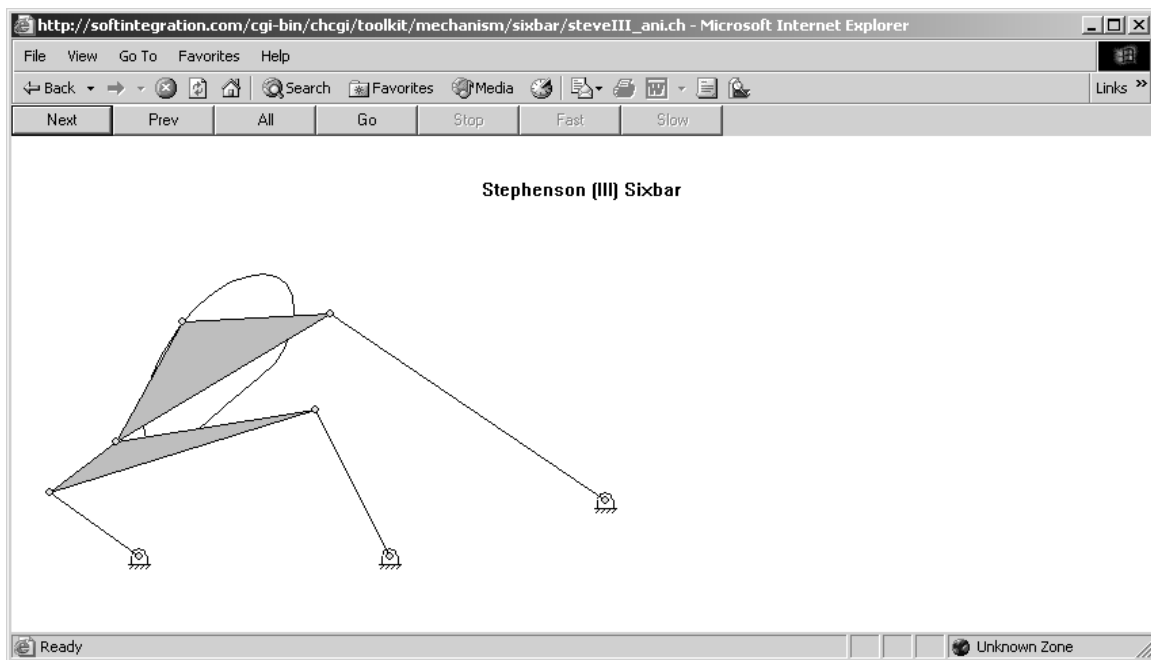 http://softintegration.com/cgi-bin/chcgi/toolkit/mechanism/sixbar/steveIII_ani.ch - Microsoft Internet Explorer
File View Go To Favorites Help
Back Search Favorites Media Links »
Next Prev All Go Stop Fast Slow
Stephenson (III) Sixbar
Ready Unknown Zone